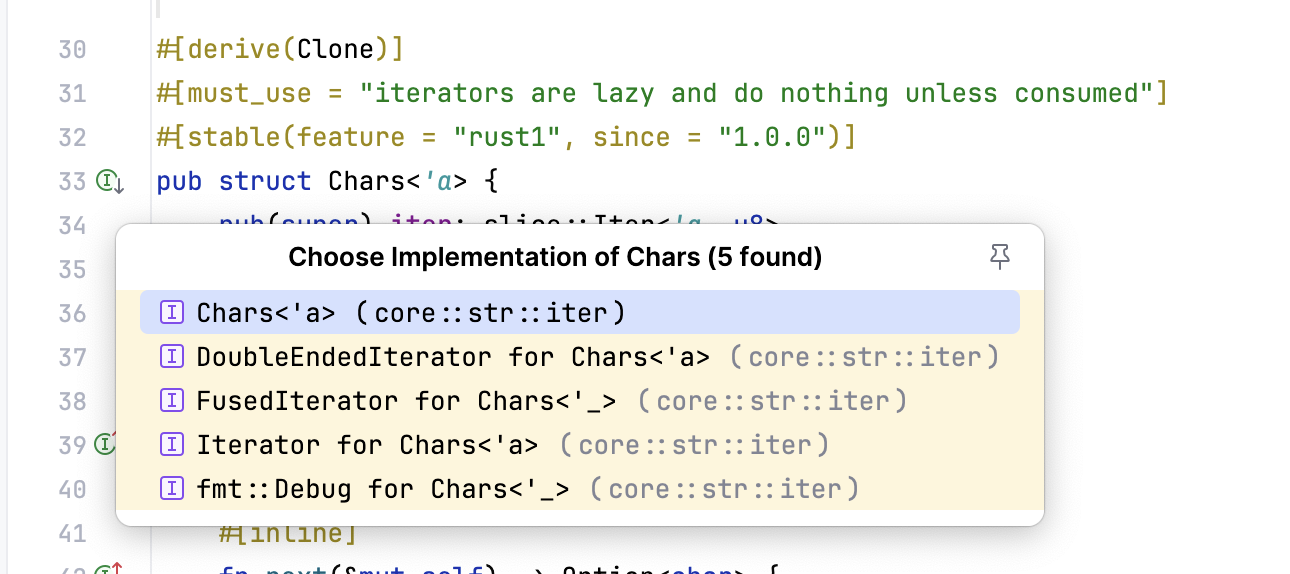 30 #[derive(Clone)]
31 #[must_use = "iterators are lazy and do nothing unless consumed"]
32 #[stable(feature = "rust1", since = "1.0.0")]
33 pub struct Chars<'a> {
34 pub(super) iter: slice::Iter<'a, u8>
35
Choose Implementation of Chars (5 found)
36 Chars<'a> (core::str::iter)
37 DoubleEndedIterator for Chars<'a> (core::str::iter)
38 FusedIterator for Chars<'_> (core::str::iter)
39 Iterator for Chars<'a> (core::str::iter)
40 fmt::Debug for Chars<'_> (core::str::iter)
41 #[inline]
42 fn next(&mut self) -> Option<char> {